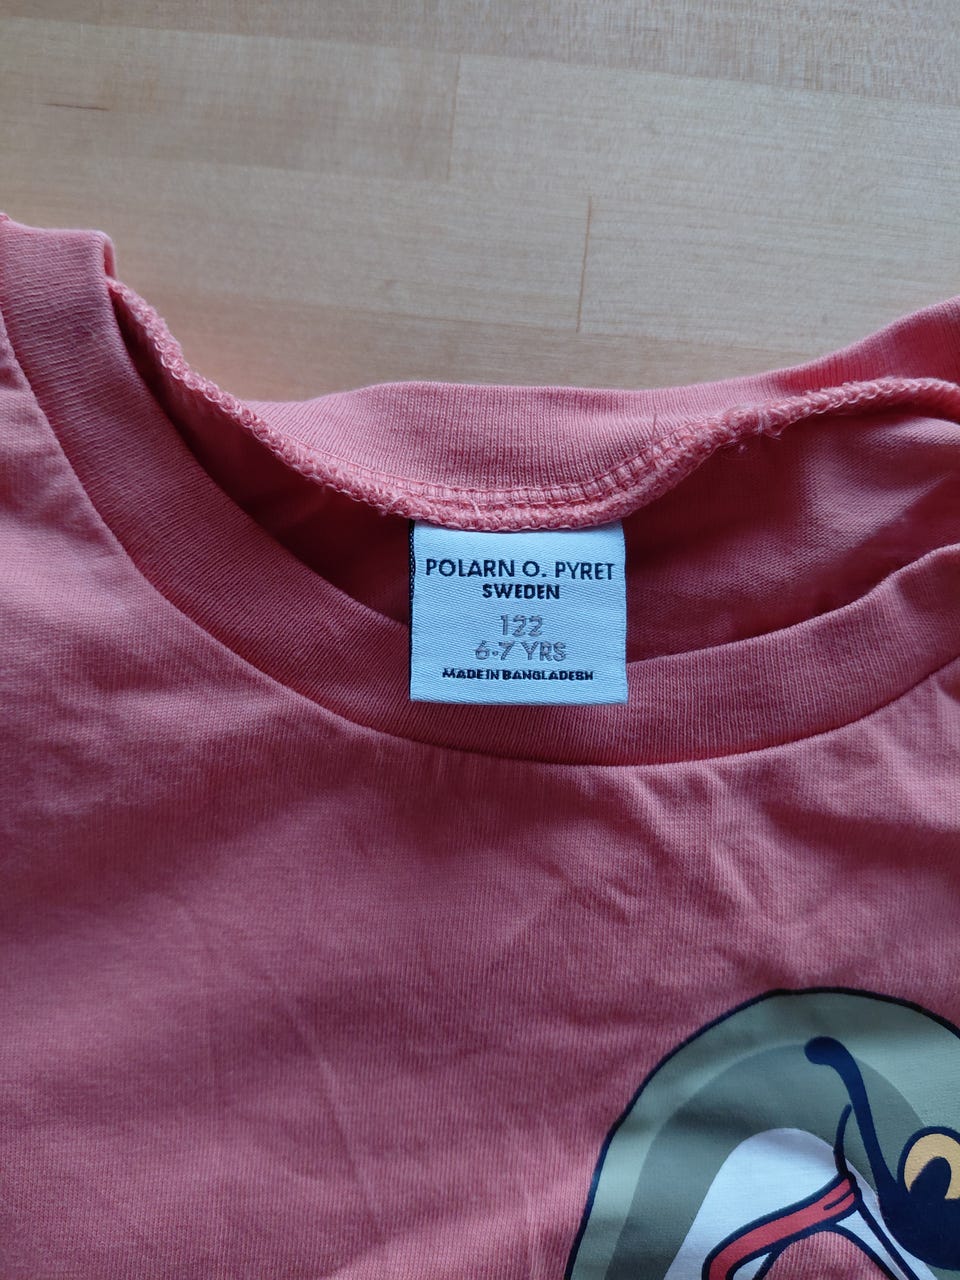 POLARN O. PYRET
SWEDEN
122
6-7 YRS
MADE IN BANGLADESH